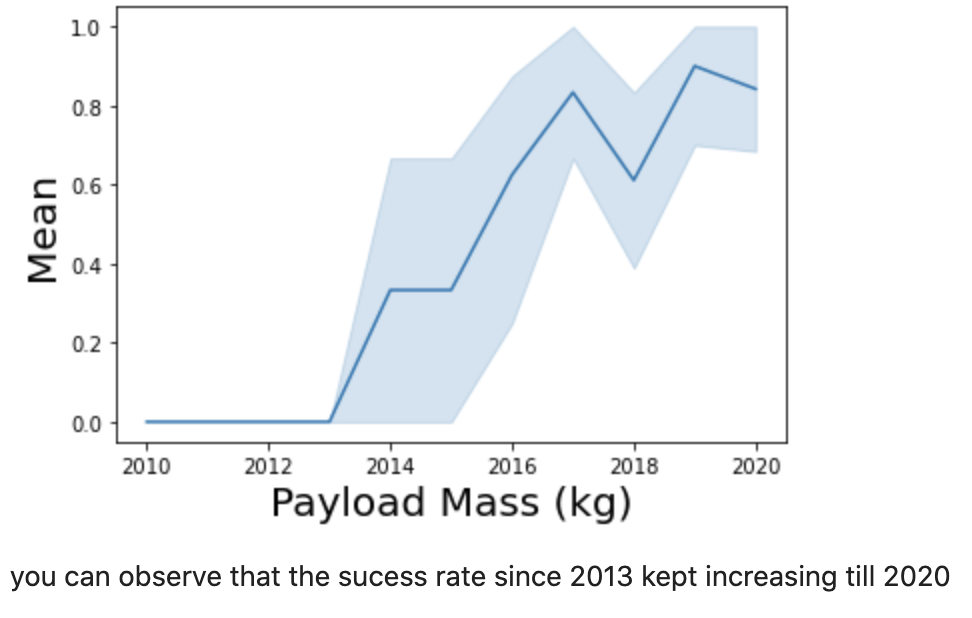 1.0
0.8
0.6
0.4
0.2
0.0
Mean
2010 2012 2014 2016 2018 2020
Payload Mass (kg)
you can observe that the sucess rate since 2013 kept increasing till 2020